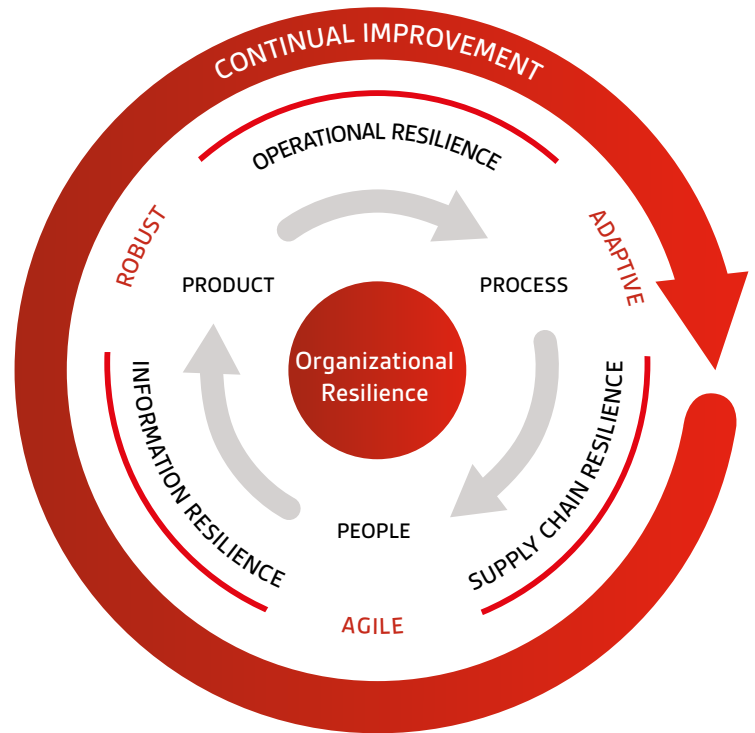 CONTINUAL IMPROVEMENT
OPERATIONAL RESILIENCE
ROBUST
ADAPTIVE
PRODUCT
PROCESS
Organizational
Resilience
INFORMATION RESILIENCE
SUPPLY CHAIN RESILIENCE
PEOPLE
AGILE